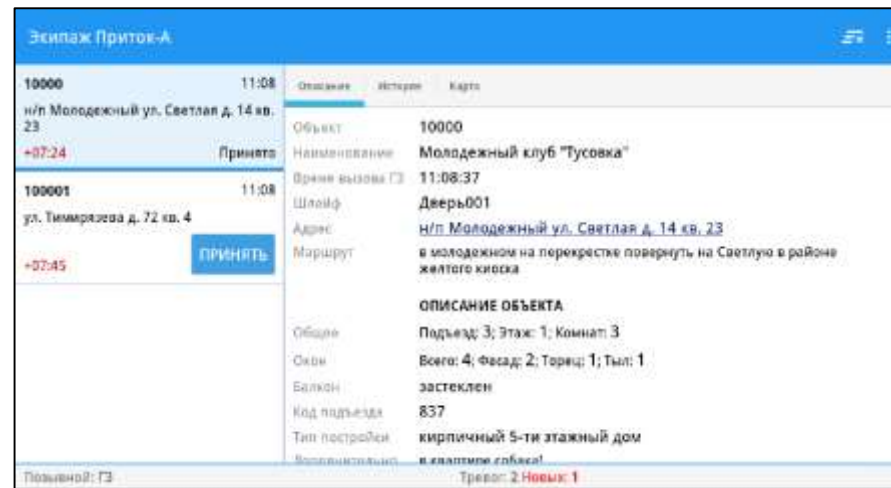 Экипаж Приток-А
10000 11:08
н/п Молодежный ул. Светлая д. 14 кв.
23
+07:24 Принято
100001 11:08
ул. Тимирязева д. 72 кв. 4
+07:45 ПРИНЯТЬ
Описание История Карта
Объект 10000
Наименование Молодежный клуб "Тусовка"
Время вызова ГЗ 11:08:37
Шлейф Дверь001
Адрес н/п Молодежный ул. Светлая д. 14 кв. 23
Маршрут в молодежном на перекрестке повернуть на Светлую в районе
желтого киоска
ОПИСАНИЕ ОБЪЕКТА
Общее Подъезд: 3; Этаж: 1; Комнат: 3
Окон Всего: 4; Фасад: 2; Торец: 1; Тыл: 1
Балкон застеклен
Код подъезда 837
Тип постройки кирпичный 5-ти этажный дом
Дополнительно в квартире собака!
Позывной: ГЗ Тревог: 2 Новых: 1